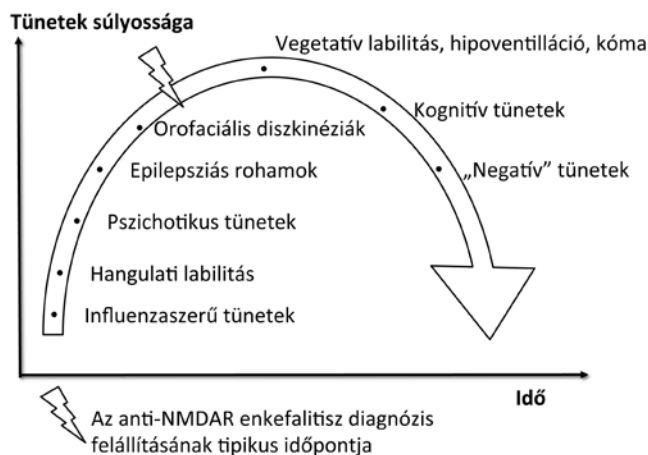 Tünetek súlyossága
Vegetatív labilitás, hipoventilláció, kóma
Kognitív tünetek
Orofaciális diszkinéziák
Epilepsziás rohamok
„Negatív” tünetek
Pszichotikus tünetek
Hangulati labilitás
Influenzaszerű tünetek
Idő
Az anti-NMDAR enkefalitisz diagnózis
felállításának tipikus időpontja